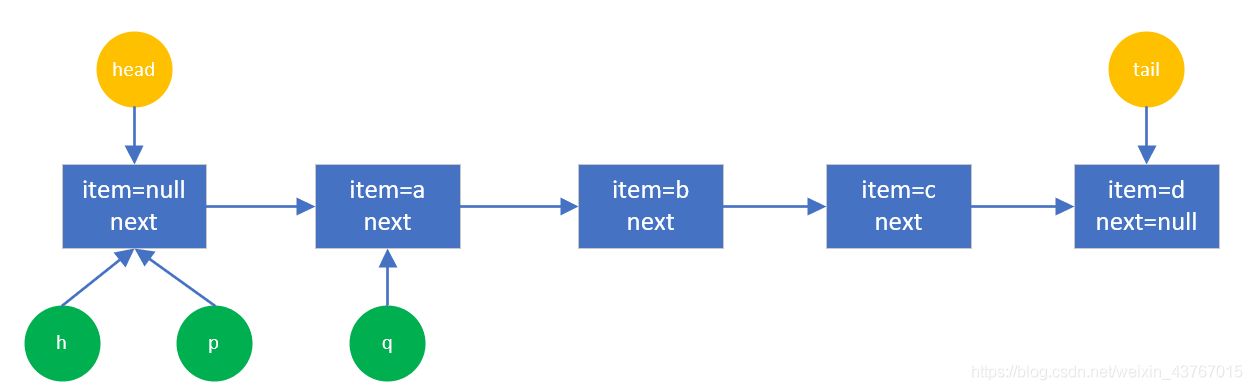 head
tail
item=null
next
item=a
next
item=b
next
item=c
next
item=d
next=null
h
p
q
https://blog.csdn.net/weixin_43767015